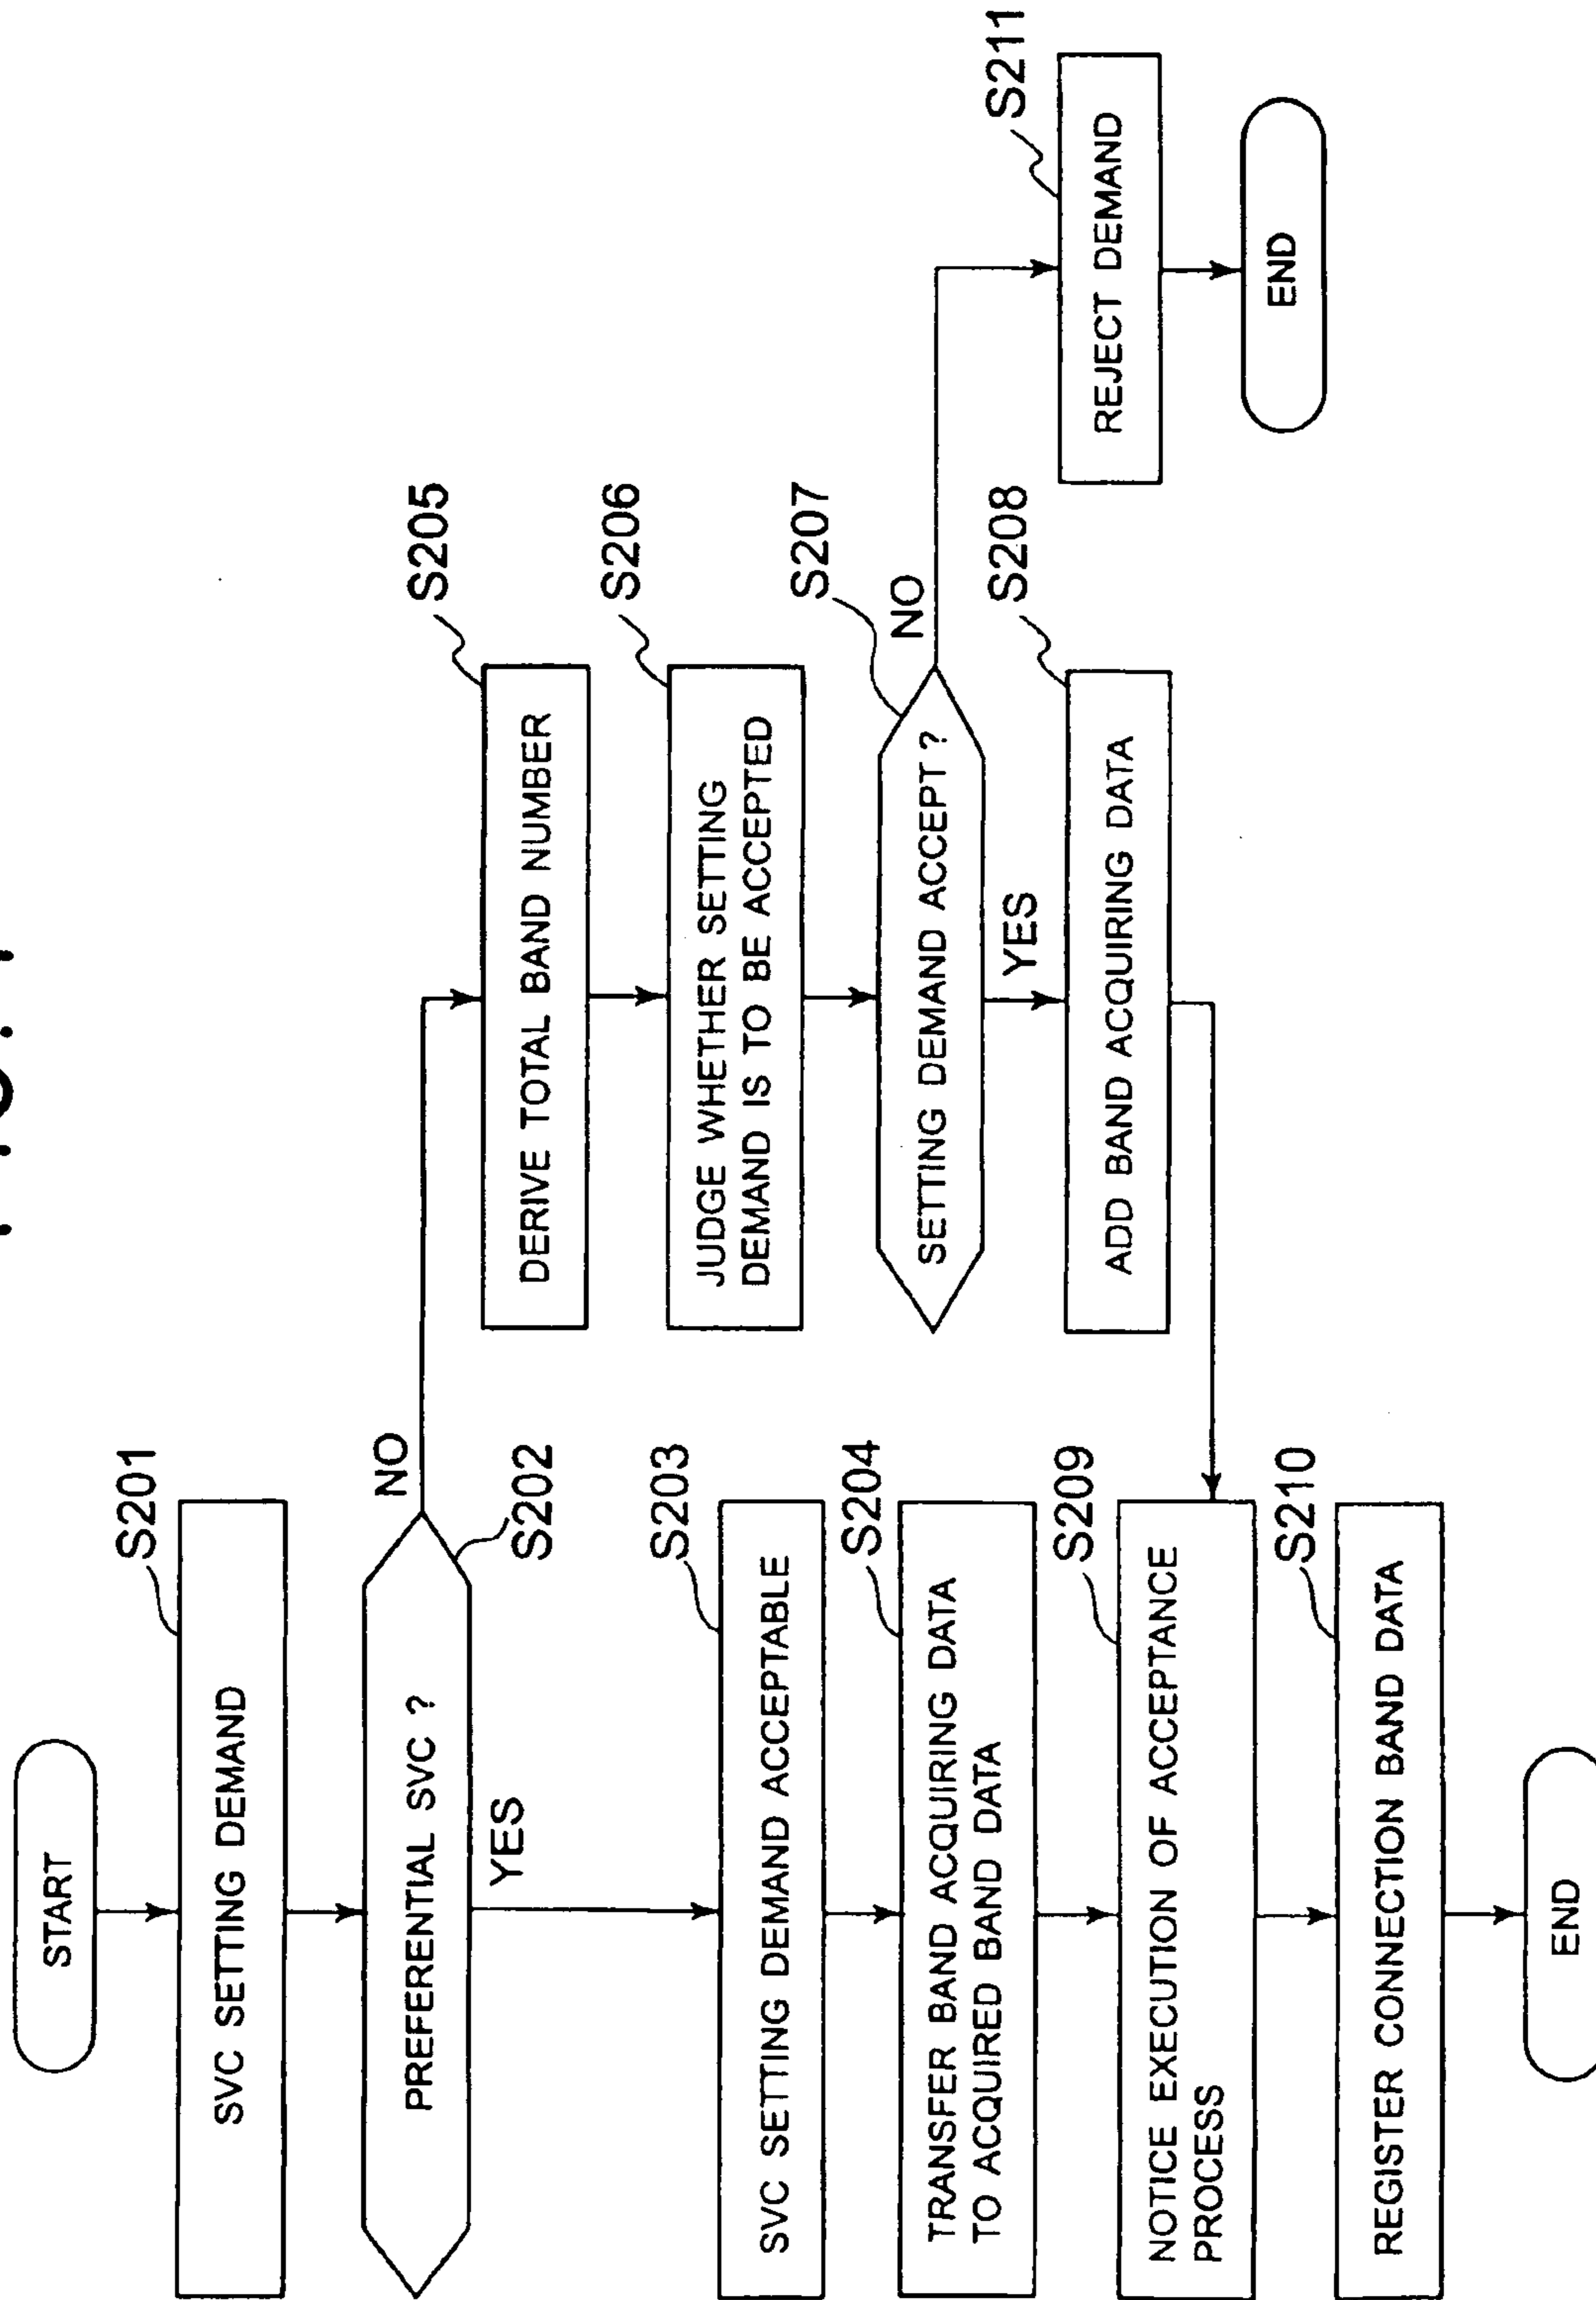 START
S201
SVC SETTING DEMAND
PREFERENTIAL SVC ?
NO
S202
YES
S203
SVC SETTING DEMAND ACCEPTABLE
S204
TRANSFER BAND ACQUIRING DATA
TO ACQUIRED BAND DATA
S209
NOTICE EXECUTION OF ACCEPTANCE
PROCESS
S210
REGISTER CONNECTION BAND DATA
END
S205
DERIVE TOTAL BAND NUMBER
S206
JUDGE WHETHER SETTING
DEMAND IS TO BE ACCEPTED
S207
SETTING DEMAND ACCEPT ?
NO
YES
S208
ADD BAND ACQUIRING DATA
S211
REJECT DEMAND
END